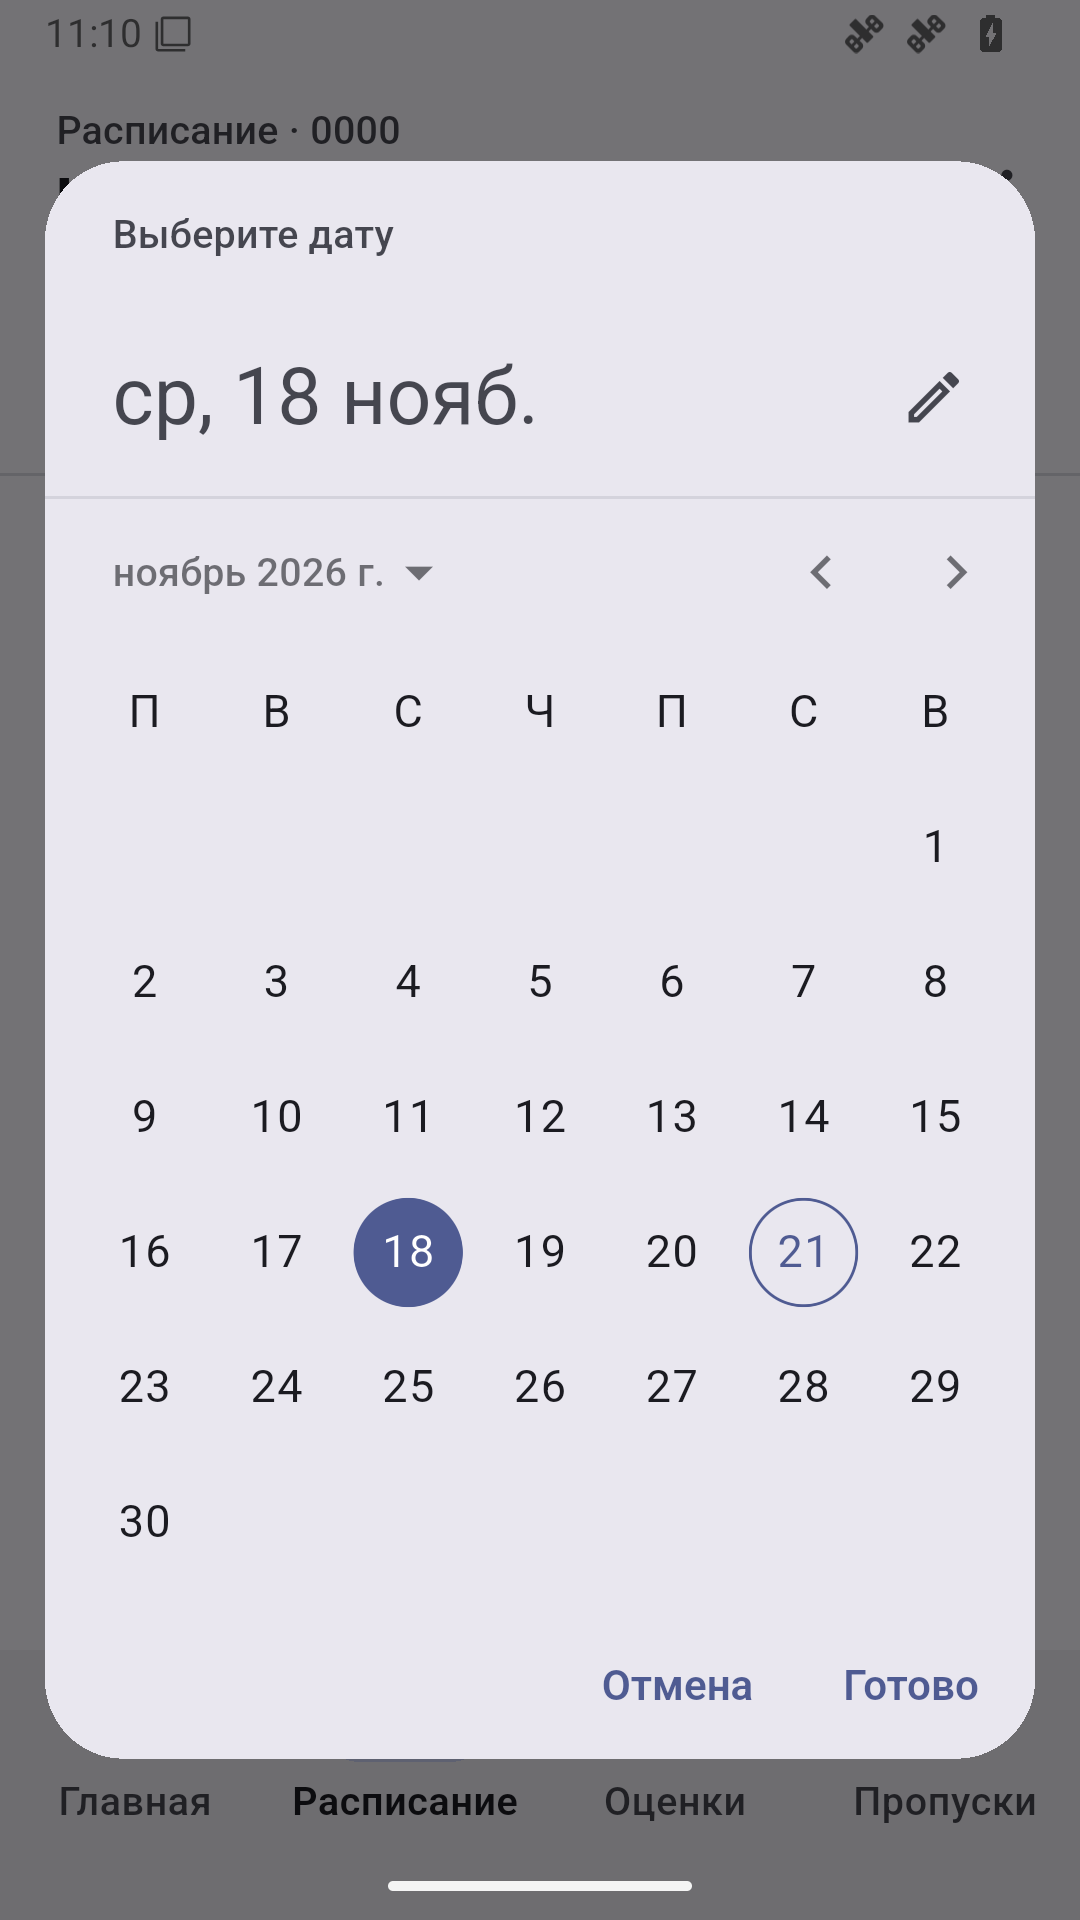 11:10
Расписание · 0000
Выберите дату
ср, 18 нояб.
ноябрь 2026 г.
П В С Ч П С В
1
2 3 4 5 6 7 8
9 10 11 12 13 14 15
16 17 18 19 20 21 22
23 24 25 26 27 28 29
30
Отмена Готово
Главная Расписание Оценки Пропуски